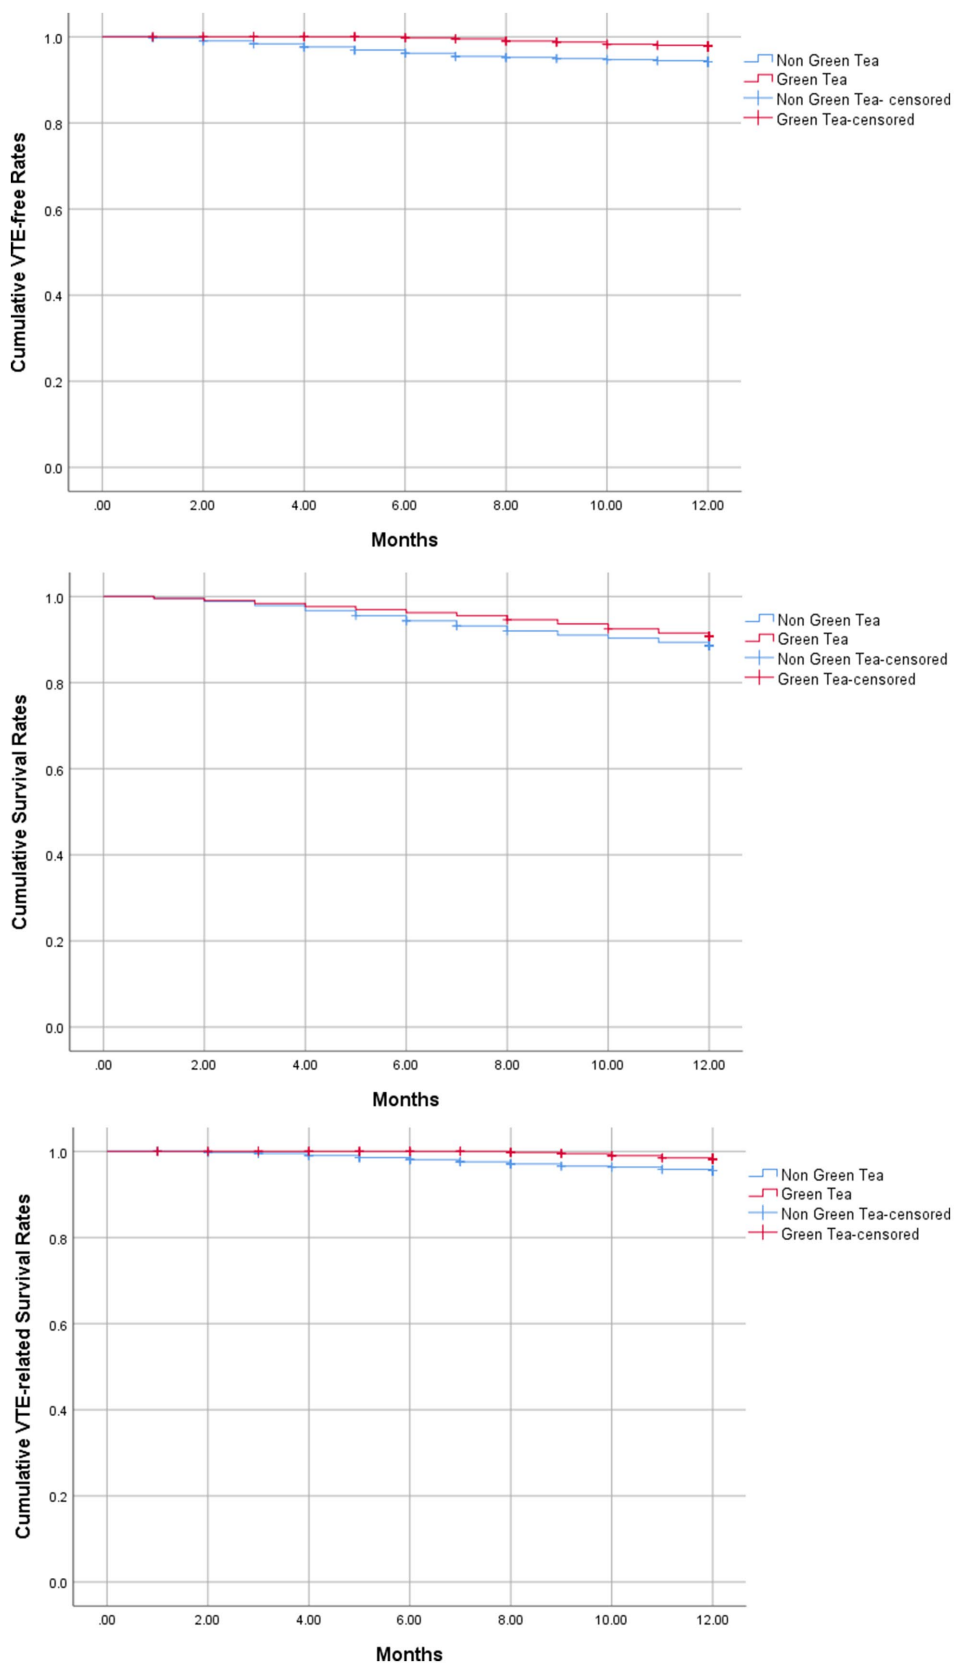 Cumulative VTE-free Rates
1.0
0.8
0.6
0.4
0.2
0.0
.00 2.00 4.00 6.00 8.00 10.00 12.00
Months
Non Green Tea
Green Tea
Non Green Tea- censored
Green Tea-censored
Cumulative Survival Rates
1.0
0.8
0.6
0.4
0.2
0.0
.00 2.00 4.00 6.00 8.00 10.00 12.00
Months
Non Green Tea
Green Tea
Non Green Tea-censored
Green Tea-censored
Cumulative VTE-related Survival Rates
1.0
0.8
0.6
0.4
0.2
0.0
.00 2.00 4.00 6.00 8.00 10.00 12.00
Months
Non Green Tea
Green Tea
Non Green Tea-censored
Green Tea-censored